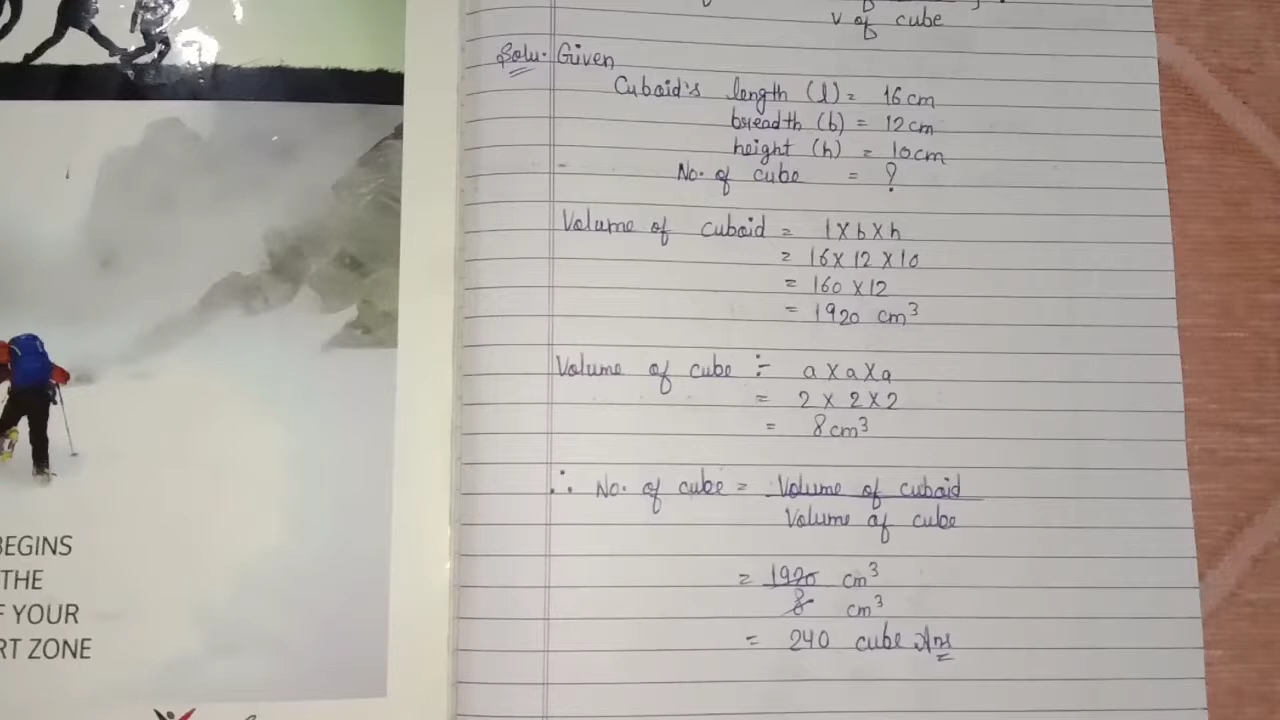 V of cube
Solu. Given
Cuboid's length (l) = 16 cm
breadth (b) = 12 cm
height (h) = 10 cm
No. of cube = ?
Volume of cuboid = l x b x h
= 16 x 12 x 10
= 160 x 12
= 1920 cm³
Volume of cube ÷ a x a x a
= 2 x 2 x 2
= 8 cm³
∴ No. of cube = Volume of cuboid
Volume of cube
= 1920 cm³
8 cm³
= 240 cube Ans
BEGINS
THE
F YOUR
RT ZONE